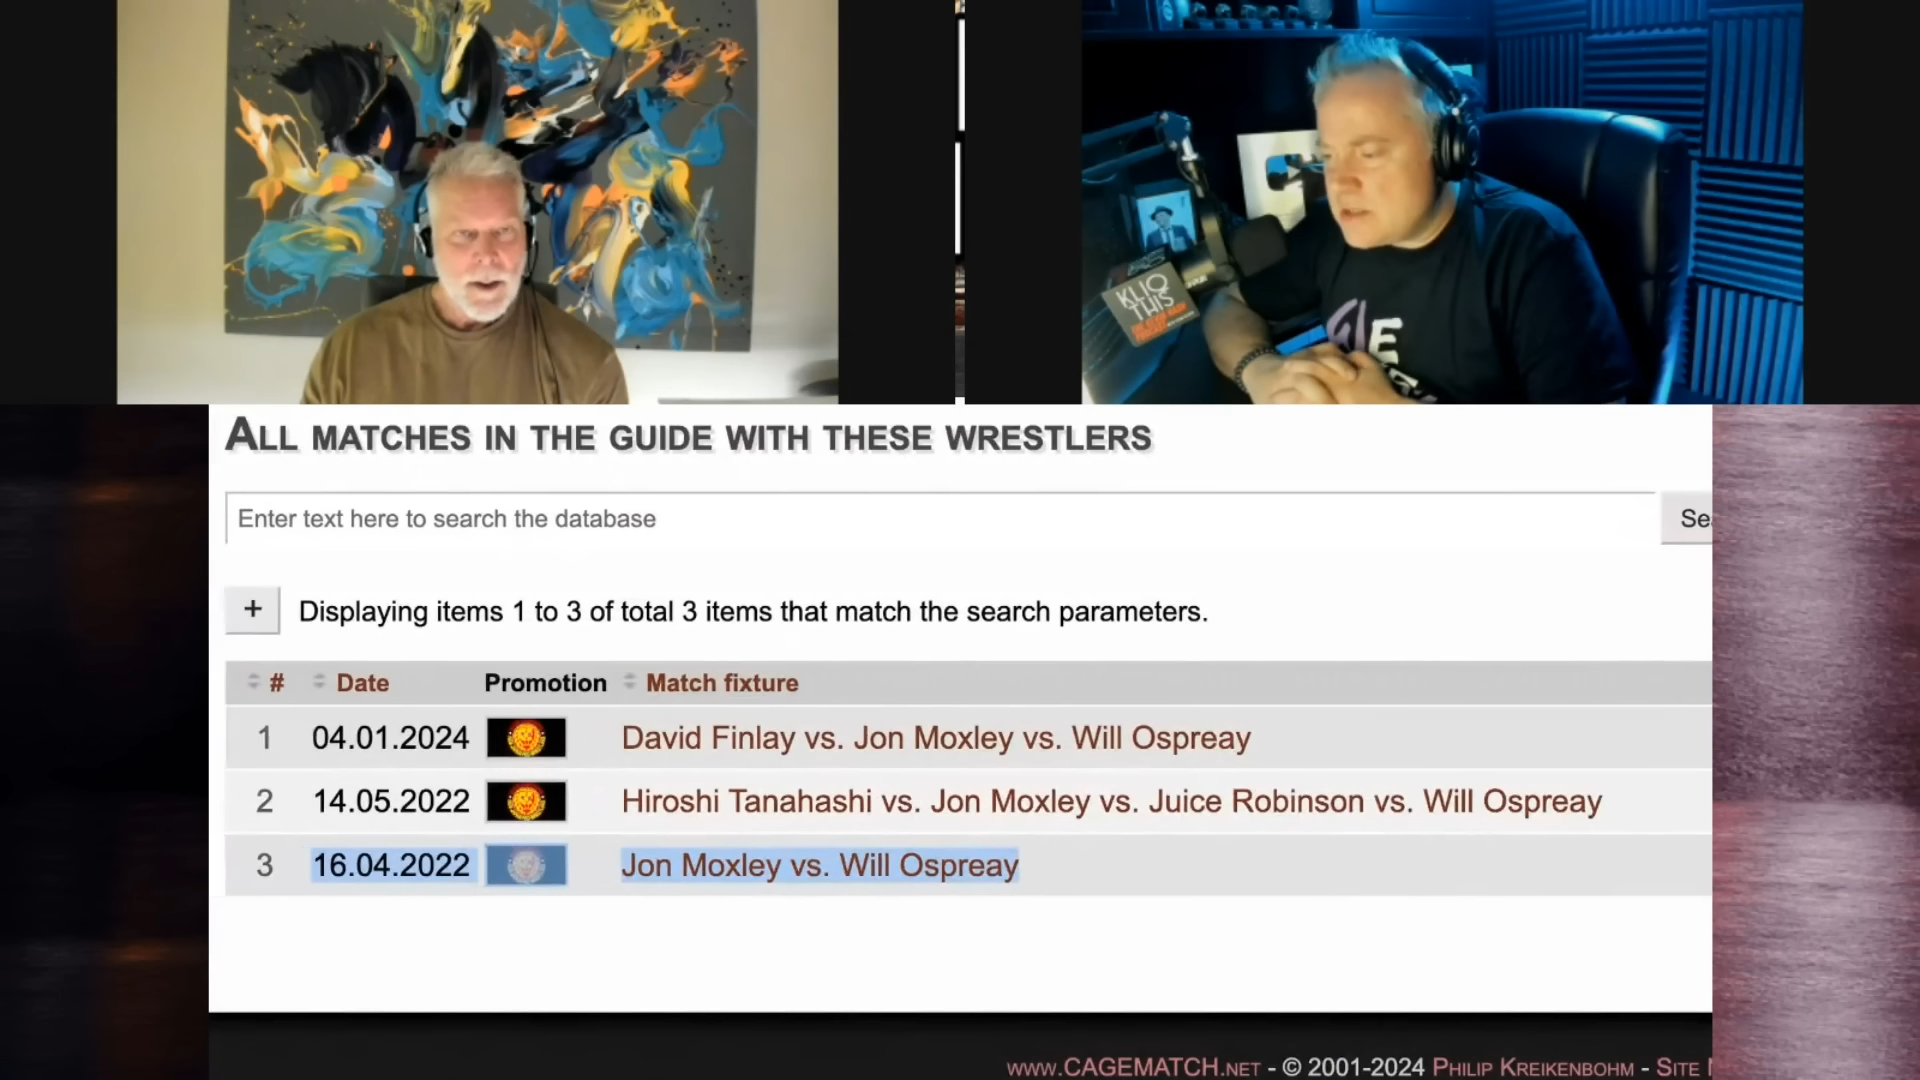 KLIQ
THIS
ALL MATCHES IN THE GUIDE WITH THESE WRESTLERS
Enter text here to search the database
+ Displaying items 1 to 3 of total 3 items that match the search parameters.
# Date Promotion Match fixture
1 04.01.2024 David Finlay vs. Jon Moxley vs. Will Ospreay
2 14.05.2022 Hiroshi Tanahashi vs. Jon Moxley vs. Juice Robinson vs. Will Ospreay
3 16.04.2022 Jon Moxley vs. Will Ospreay
WWW.CAGEMATCH.NET - © 2001-2024 PHILIP KREIKENBOHM - SITE